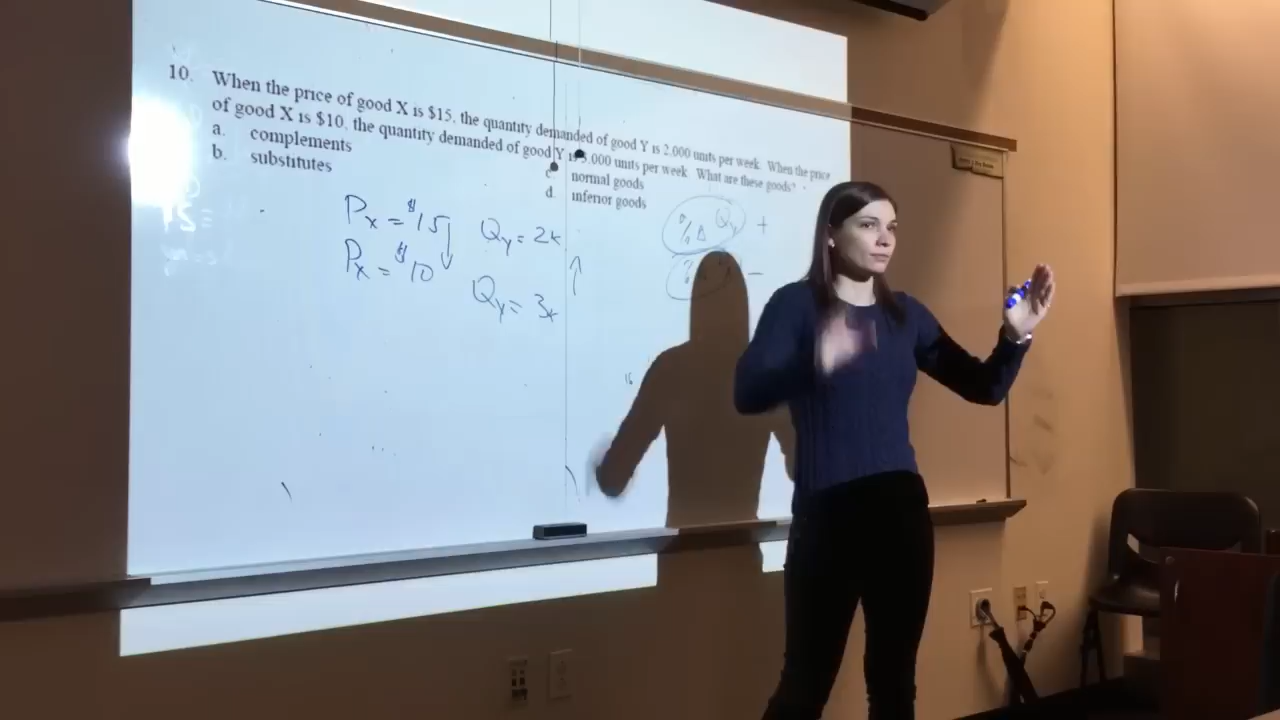 10. When the price of good X is $15, the quantity demanded of good Y is 2,000 units per week. When the price
of good X is $10, the quantity demanded of good Y is 3,000 units per week. What are these goods?
a. complements
b. substitutes
c. normal goods
d. inferior goods
Px = $15 Qy = 2k
Px = $10
Qy = 3k
%Δ Qy +
%
−